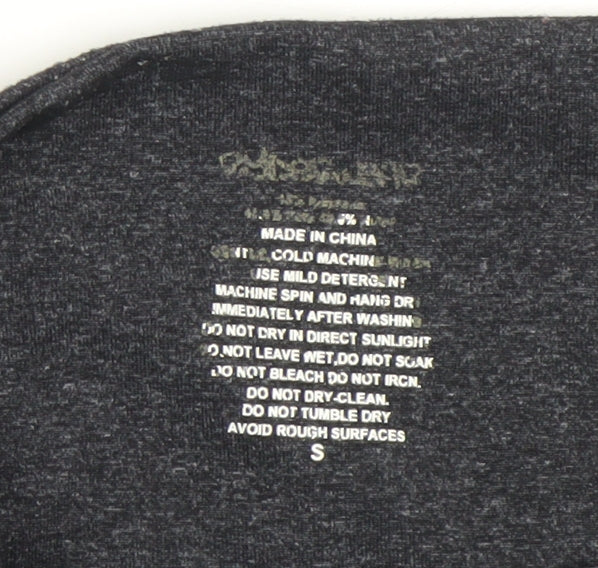 MADE IN CHINA
COLD MACHINE
USE MILD DETERGENT
MACHINE SPIN AND HANG DRY
IMMEDIATELY AFTER WASHING
DO NOT DRY IN DIRECT SUNLIGHT
DO NOT LEAVE WET,DO NOT SOAK
DO NOT BLEACH DO NOT IRON.
DO NOT DRY-CLEAN.
DO NOT TUMBLE DRY
AVOID ROUGH SURFACES
S